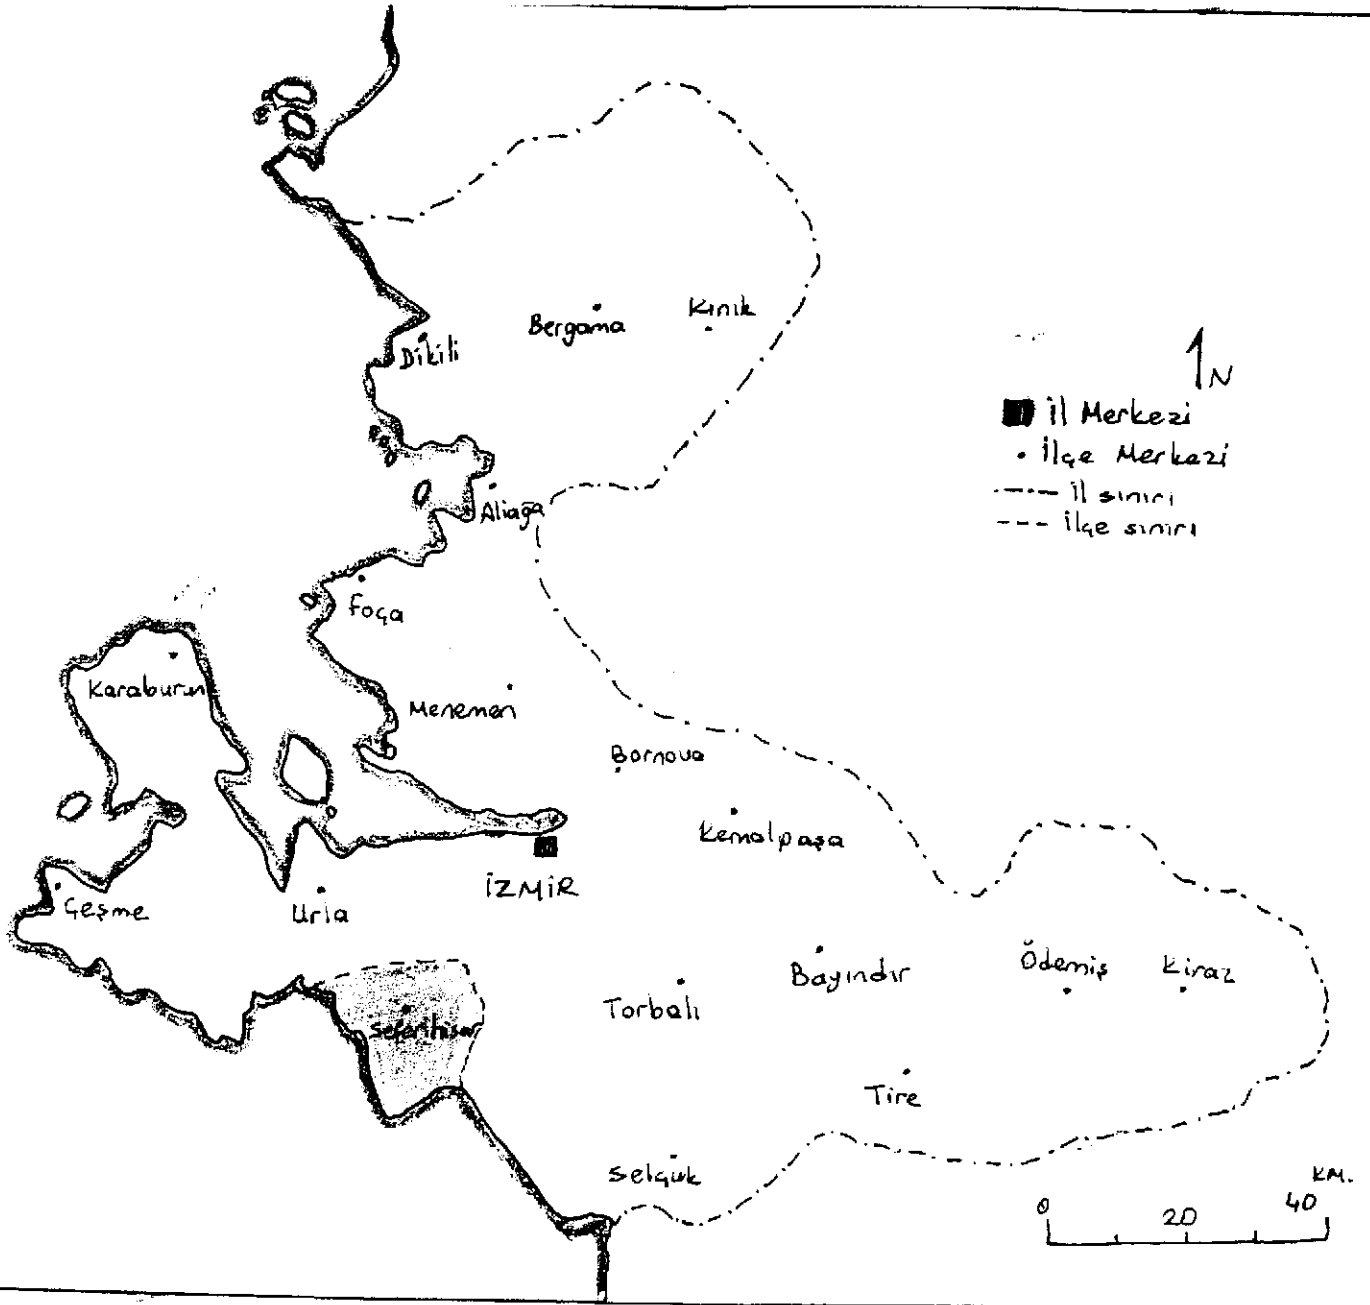 Bergama
Kınık
Dikili
N
İl Merkezi
İlçe Merkezi
İl sınırı
İlçe sınırı
Aliağa
Foça
Karaburun
Menemen
Bornova
Kemalpaşa
İZMİR
Çeşme
Urla
Seferihisar
Torbalı
Bayındır
Ödemiş
Kiraz
Tire
Selçuk
KM.
0 20 40